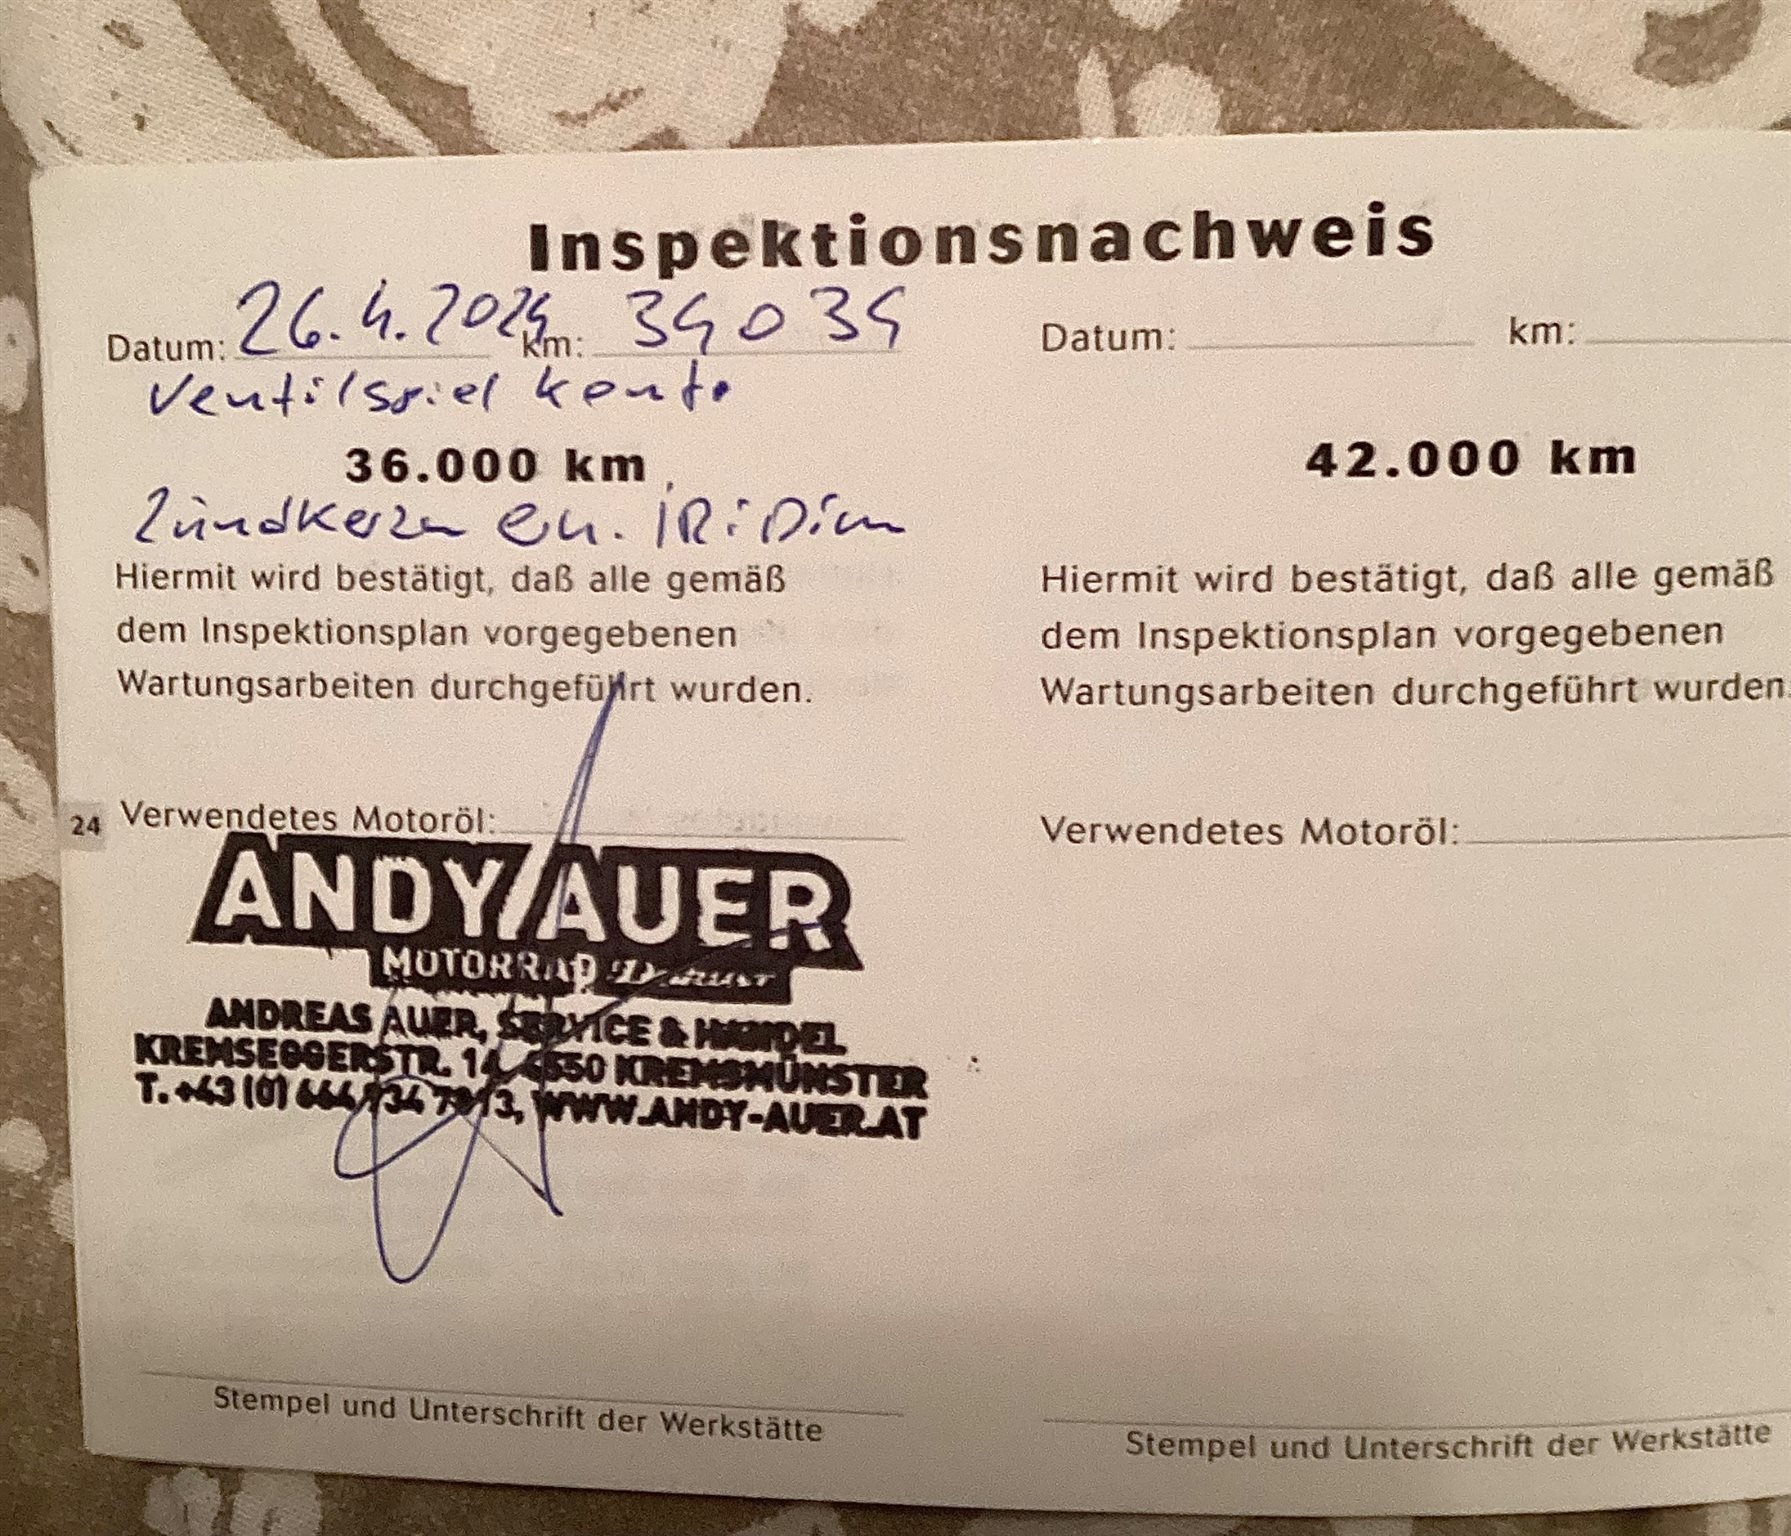 Inspektionsnachweis
Datum: 26.4.2024 km: 34034
Ventilspiel kont.
36.000 km
Zündkerzen ern. IRiDium
Hiermit wird bestätigt, daß alle gemäß
dem Inspektionsplan vorgegebenen
Wartungsarbeiten durchgeführt wurden.
24
Verwendetes Motoröl:
ANDY AUER
MOTORRAD
ANDREAS AUER, SERVICE & HANDEL
KREMSEGGERSTR. 14, 4550 KREMSMÜNSTER
T. +43 (0) 664 WWW.ANDY-AUER.AT
Stempel und Unterschrift der Werkstätte
Datum: km:
42.000 km
Hiermit wird bestätigt, daß alle gemäß
dem Inspektionsplan vorgegebenen
Wartungsarbeiten durchgeführt wurden.
Verwendetes Motoröl:
Stempel und Unterschrift der Werkstätte